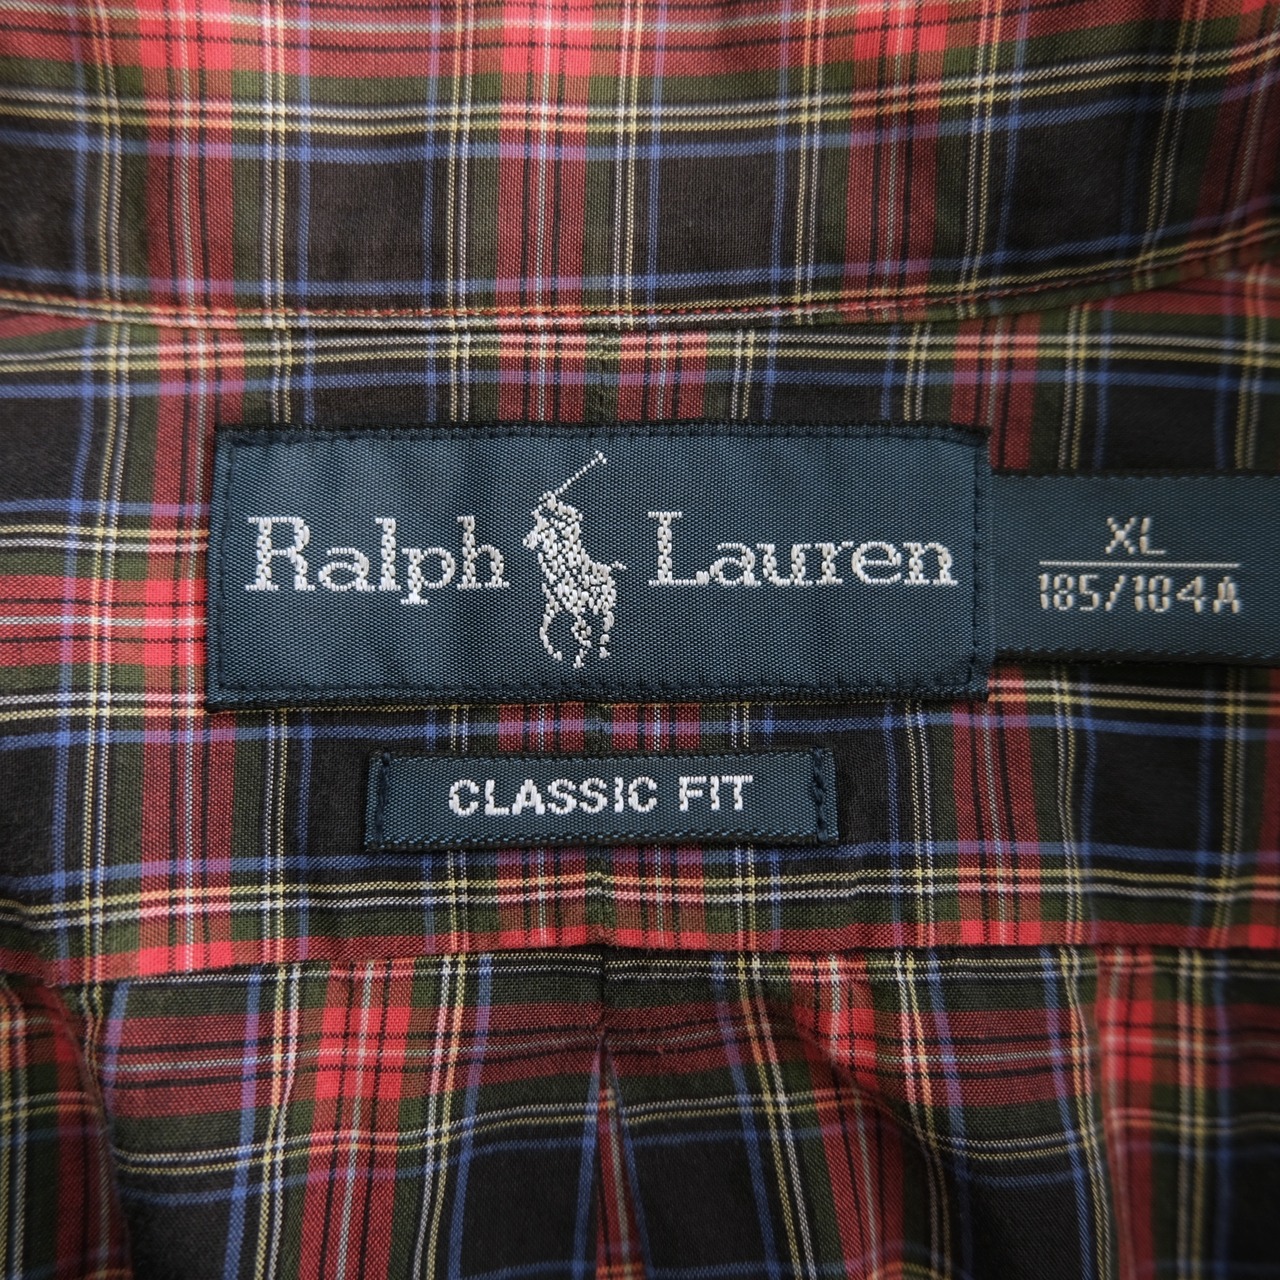 Ralph Lauren
XL
185/104A
CLASSIC FIT